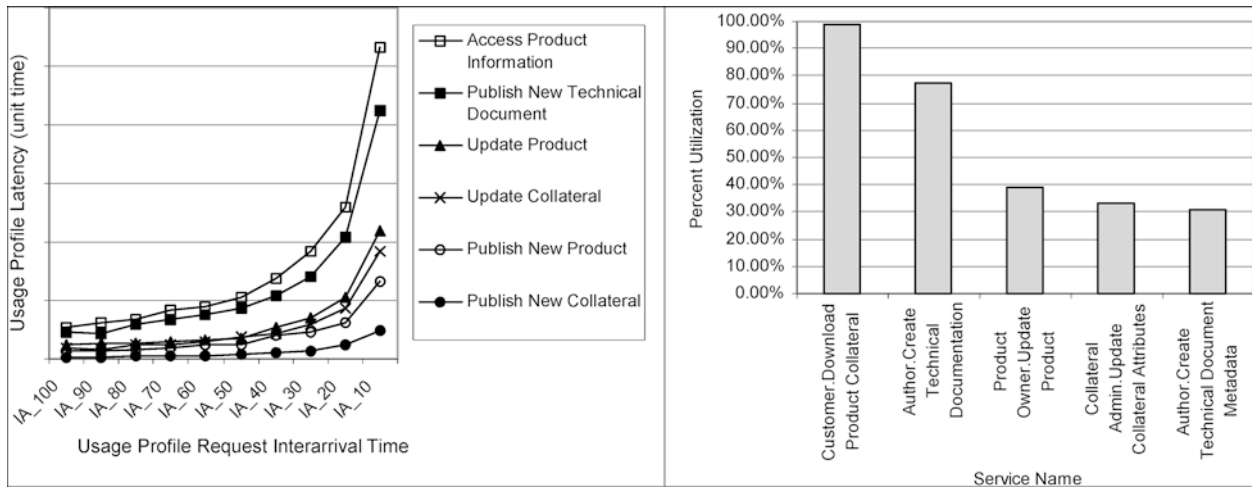 Usage Profile Latency (unit time)
IA_100
IA_90
IA_80
IA_70
IA_60
IA_50
IA_40
IA_30
IA_20
IA_10
Usage Profile Request Interarrival Time
Access Product
Information
Publish New Technical
Document
Update Product
Update Collateral
Publish New Product
Publish New Collateral
Percent Utilization
100.00%
90.00%
80.00%
70.00%
60.00%
50.00%
40.00%
30.00%
20.00%
10.00%
0.00%
Customer.Download
Product Collateral
Author.Create
Technical
Documentation
Product
Owner.Update
Product
Collateral
Admin.Update
Collateral Attributes
Author.Create
Technical Document
Metadata
Service Name